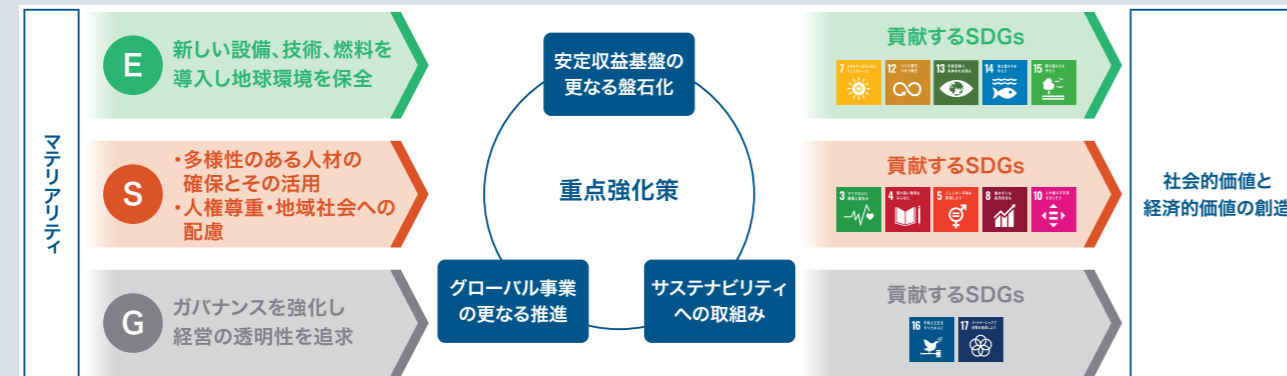 マテリアリティ
E
新しい設備、技術、燃料を
導入し地球環境を保全
S
・多様性のある人材の
確保とその活用
・人権尊重・地域社会への
配慮
G
ガバナンスを強化し
経営の透明性を追求
安定収益基盤の
更なる盤石化
重点強化策
グローバル事業
の更なる推進
サステナビリティ
への取組み
貢献するSDGs
7
12
13
14
15
貢献するSDGs
3
4
5
8
10
貢献するSDGs
16
17
社会的価値と
経済的価値の創造